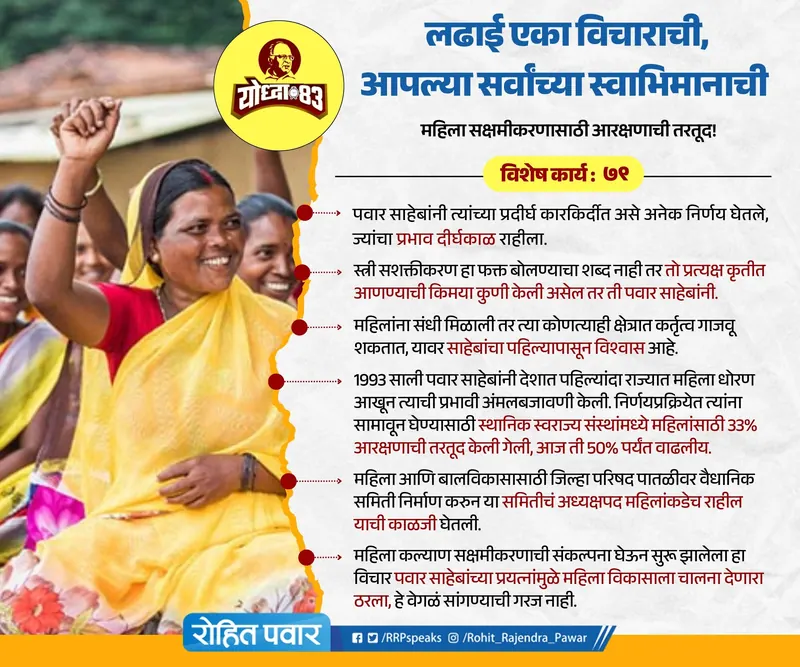 योध्दा@83
लढाई एका विचाराची,
आपल्या सर्वांच्या स्वाभिमानाची
महिला सक्षमीकरणासाठी आरक्षणाची तरतूद!
विशेष कार्य : ७९
पवार साहेबांनी त्यांच्या प्रदीर्घ कारकिर्दीत असे अनेक निर्णय घेतले,
ज्यांचा प्रभाव दीर्घकाळ राहीला.
स्त्री सशक्तीकरण हा फक्त बोलण्याचा शब्द नाही तर तो प्रत्यक्ष कृतीत
आणण्याची किमया कुणी केली असेल तर ती पवार साहेबांनी.
महिलांना संधी मिळाली तर त्या कोणत्याही क्षेत्रात कर्तृत्व गाजवू
शकतात, यावर साहेबांचा पहिल्यापासून विश्वास आहे.
1993 साली पवार साहेबांनी देशात पहिल्यांदा राज्यात महिला धोरण
आखून त्याची प्रभावी अंमलबजावणी केली. निर्णयप्रक्रियेत त्यांना
सामावून घेण्यासाठी स्थानिक स्वराज्य संस्थांमध्ये महिलांसाठी 33%
आरक्षणाची तरतूद केली गेली, आज ती 50% पर्यंत वाढलीय.
महिला आणि बालविकासासाठी जिल्हा परिषद पातळीवर वैधानिक
समिती निर्माण करुन या समितीचं अध्यक्षपद महिलांकडेच राहील
याची काळजी घेतली.
महिला कल्याण सक्षमीकरणाची संकल्पना घेऊन सुरू झालेला हा
विचार पवार साहेबांच्या प्रयत्नांमुळे महिला विकासाला चालना देणारा
ठरला, हे वेगळं सांगण्याची गरज नाही.
रोहित पवार
/RRPspeaks /Rohit_Rajendra_Pawar